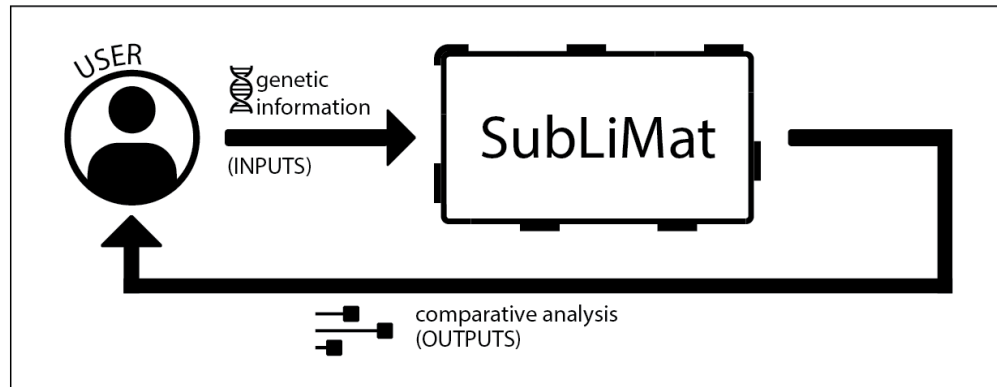 USER
genetic
information
(INPUTS)
SubLiMat
comparative analysis
(OUTPUTS)